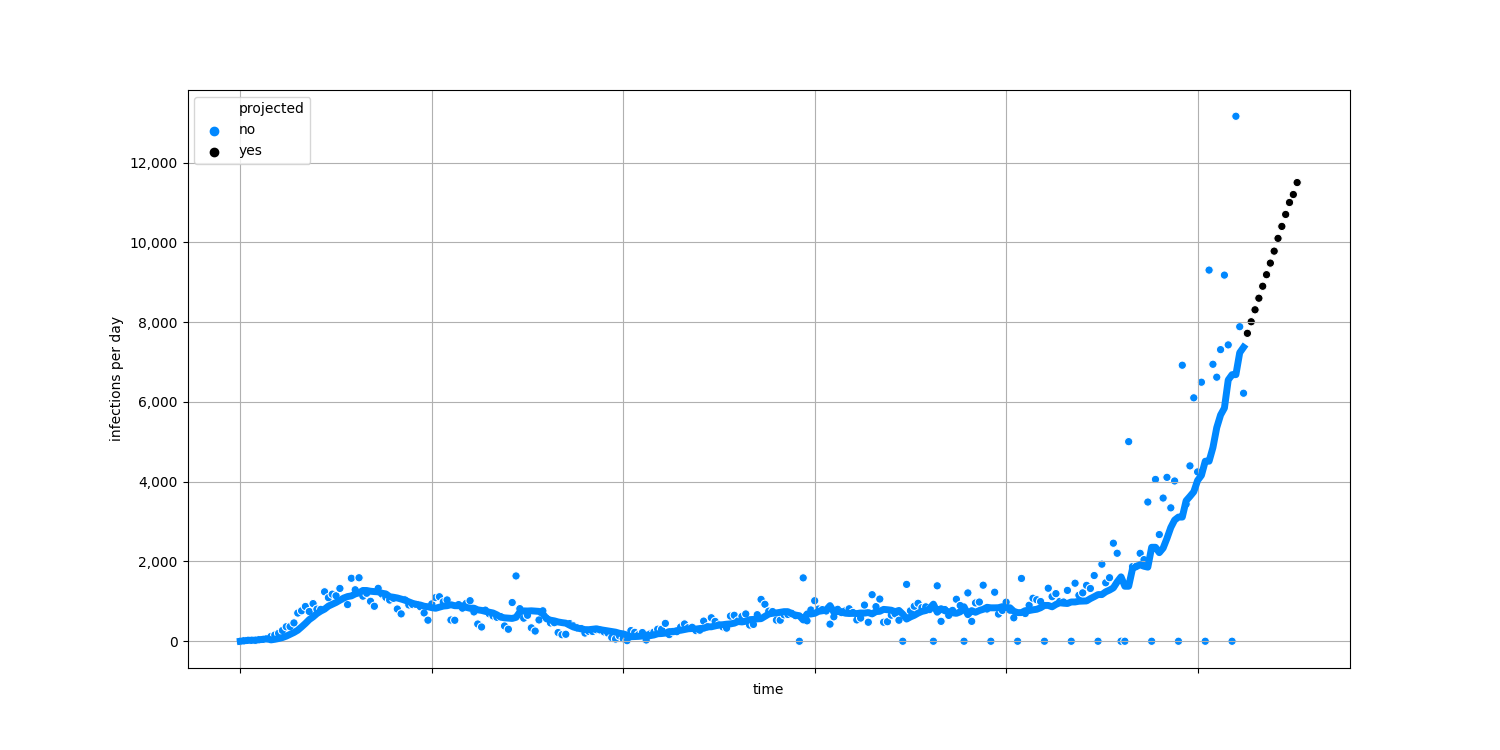 projected
no
yes
12,000
10,000
8,000
6,000
4,000
2,000
0
infections per day
time